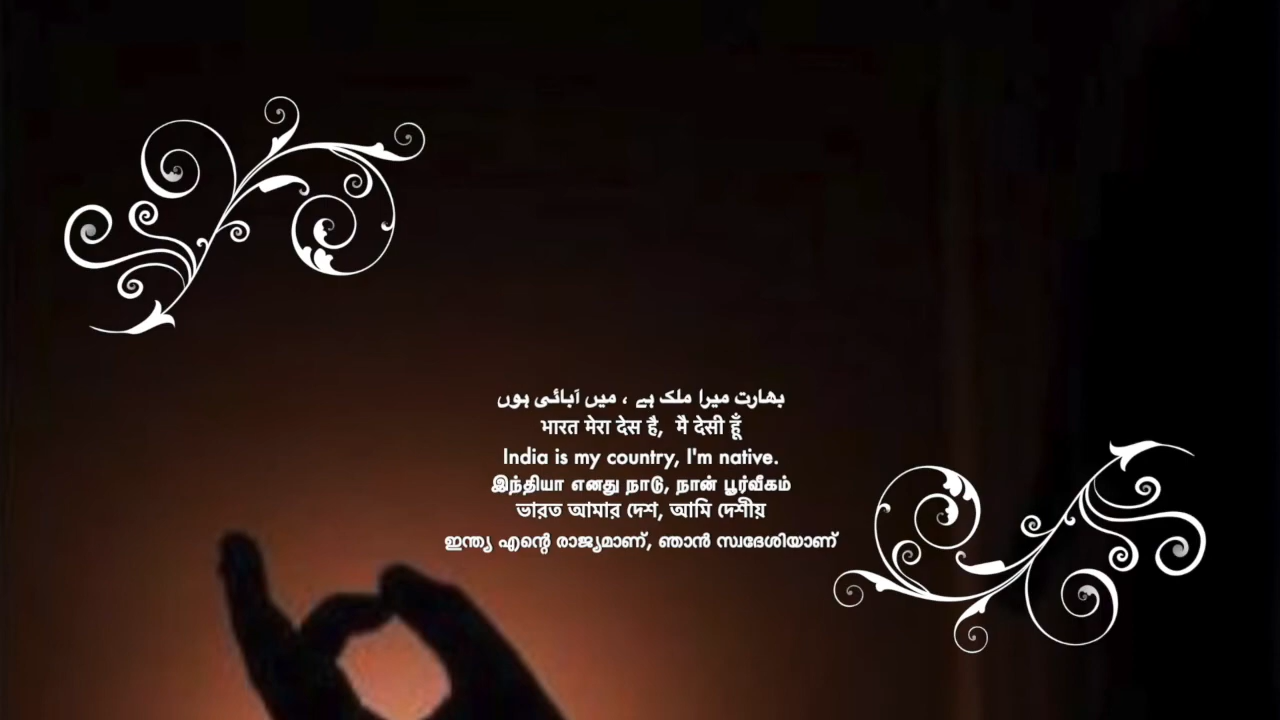 بھارت میرا ملک ہے ، میں آبائی ہوں
भारत मेरा देस है, मै देसी हूँ
India is my country, I'm native.
இந்தியா எனது நாடு, நான் பூர்வீகம்
ভারত আমার দেশ, আমি দেশীয়
ഇന്ത്യ എന്റെ രാജ്യമാണ്, ഞാൻ സ്വദേശിയാണ്